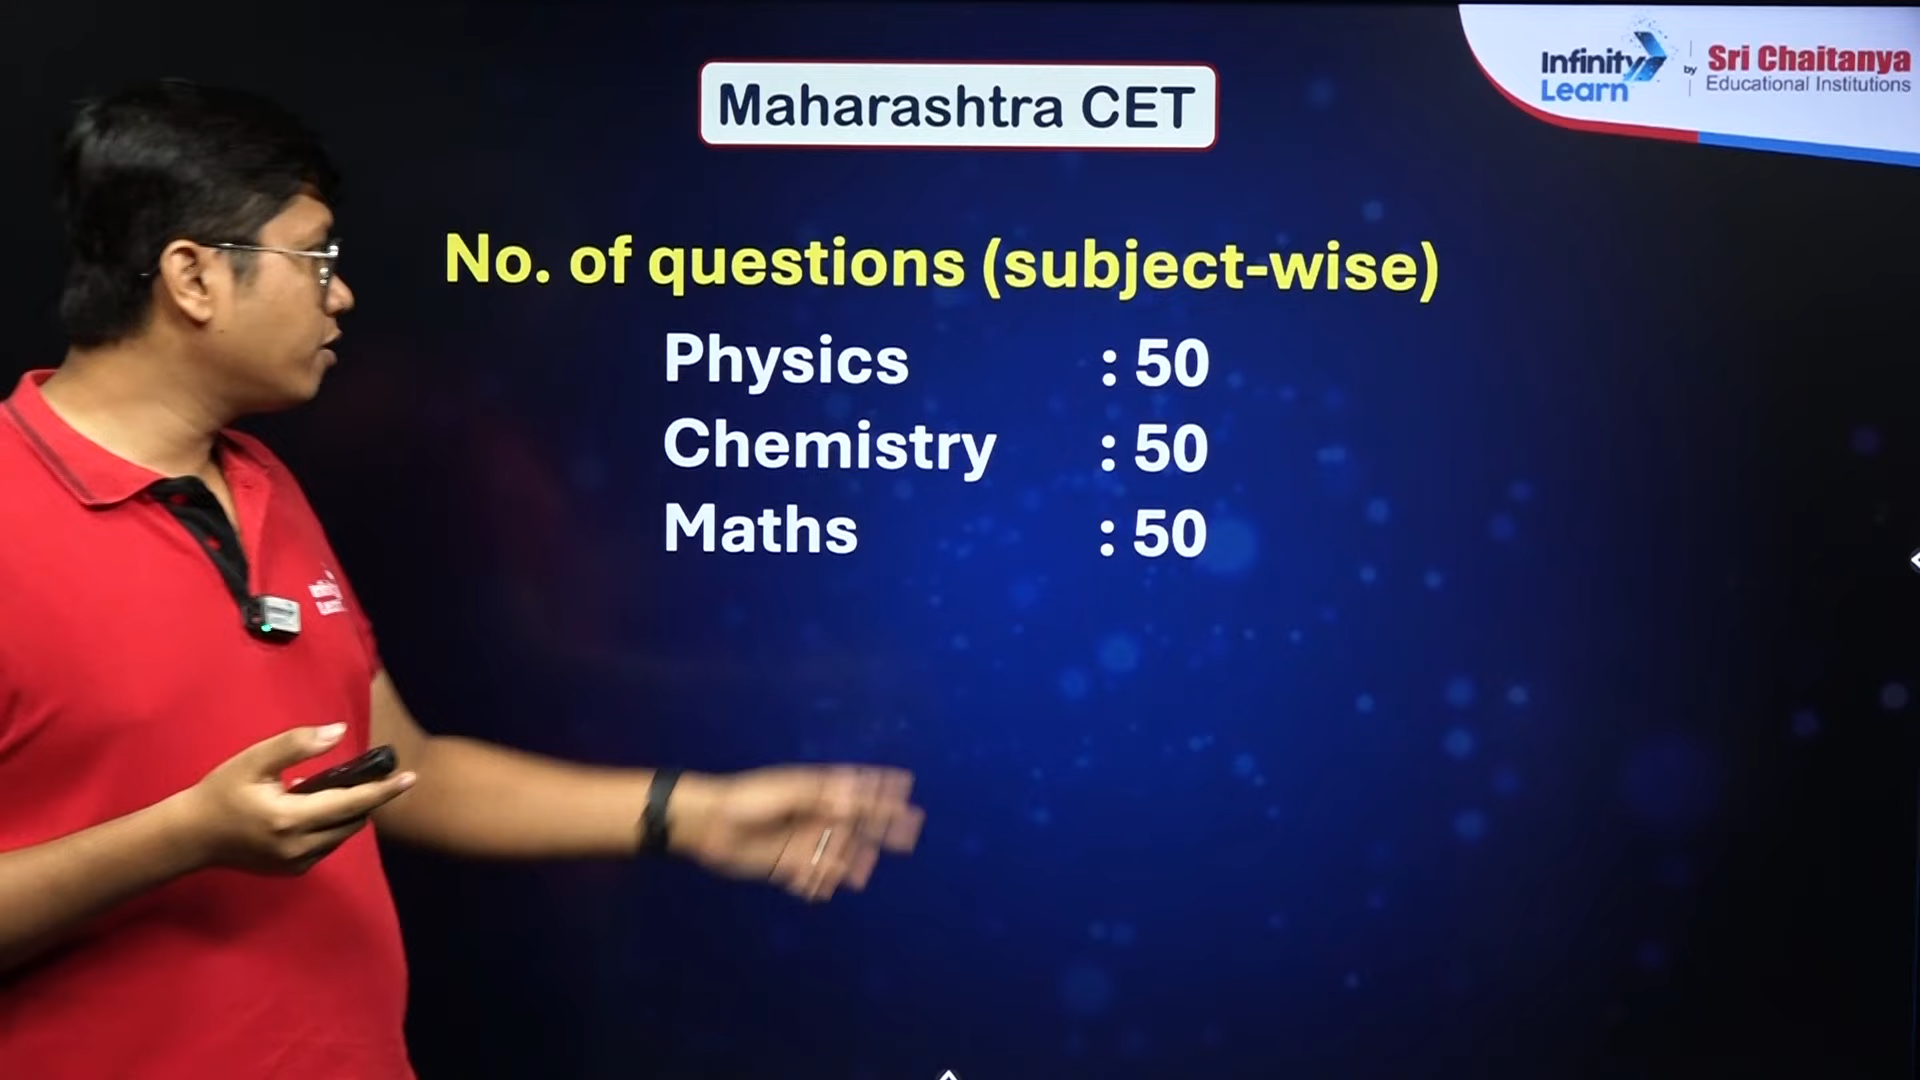 Maharashtra CET
Infinity Learn by Sri Chaitanya Educational Institutions
No. of questions (subject-wise)
Physics : 50
Chemistry : 50
Maths : 50